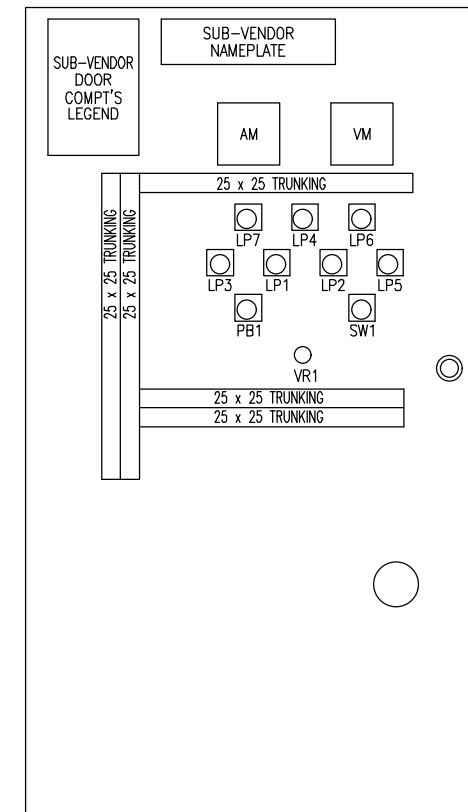 SUB-VENDOR
NAMEPLATE
SUB-VENDOR
DOOR
COMPT'S
LEGEND
AM
VM
25 x 25 TRUNKING
25 x 25 TRUNKING
25 x 25 TRUNKING
LP7
LP4
LP6
LP3
LP1
LP2
LP5
PB1
SW1
VR1
25 x 25 TRUNKING
25 x 25 TRUNKING